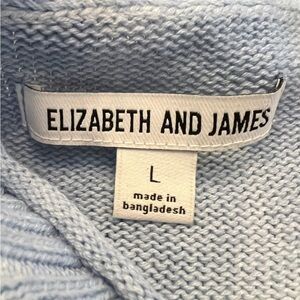 ELIZABETH AND JAMES
L
made in
bangladesh